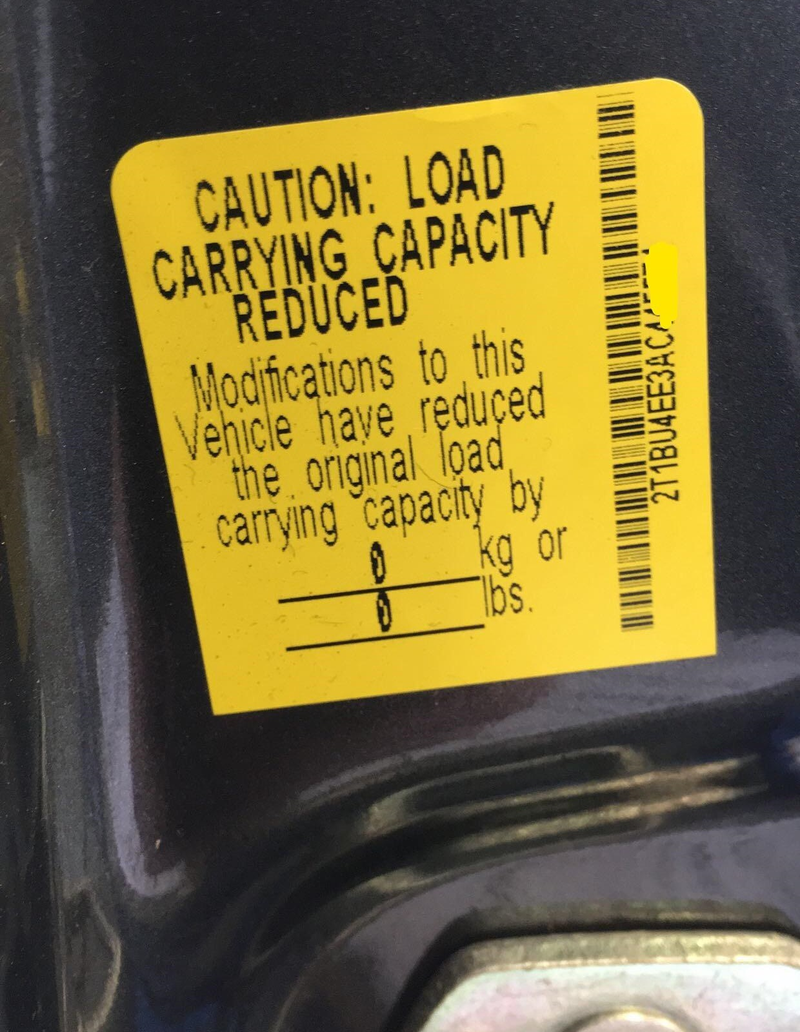 CAUTION: LOAD
CARRYING CAPACITY
REDUCED
Modifications to this
Vehicle have reduced
the original load
carrying capacity by
0 kg or
0 lbs.